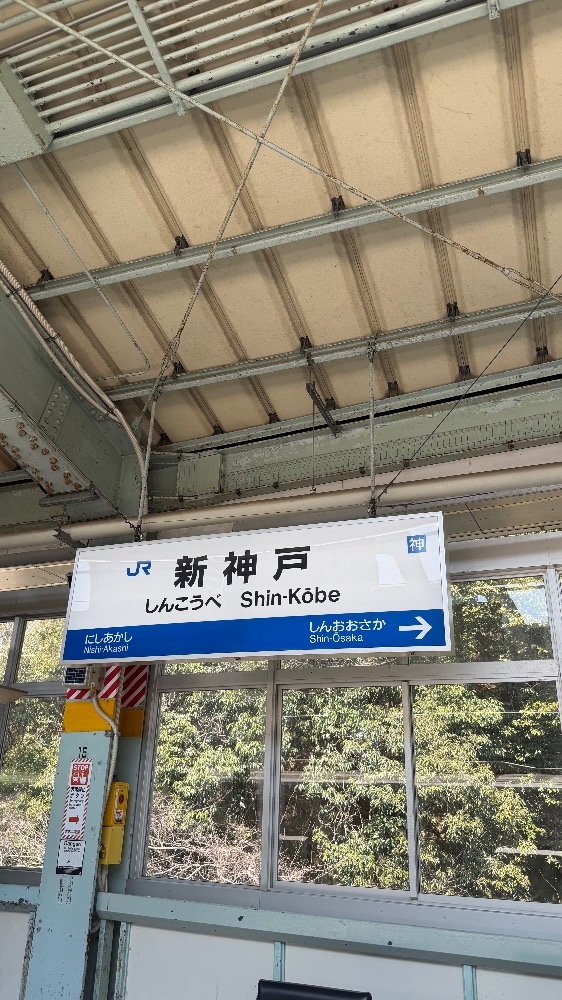 JR 新神戸 神
しんこうべ Shin-Kōbe
にしあかし
Nishi-Akashi
しんおおさか
Shin-Ōsaka
15
STOP